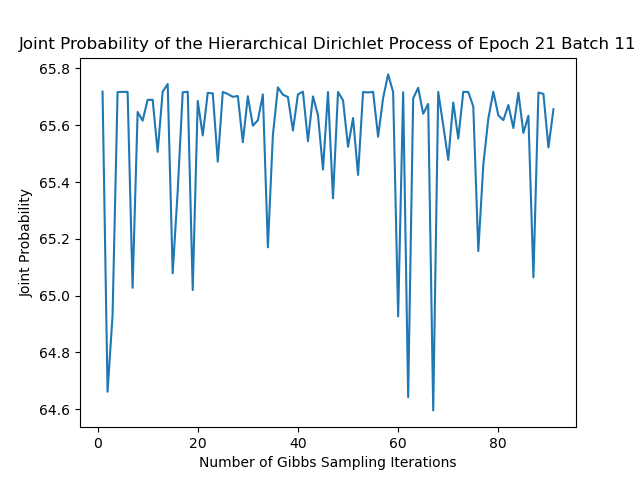 Joint Probability of the Hierarchical Dirichlet Process of Epoch 21 Batch 11
65.8
65.6
65.4
65.2
65.0
64.8
64.6
Joint Probability
0 20 40 60 80
Number of Gibbs Sampling Iterations